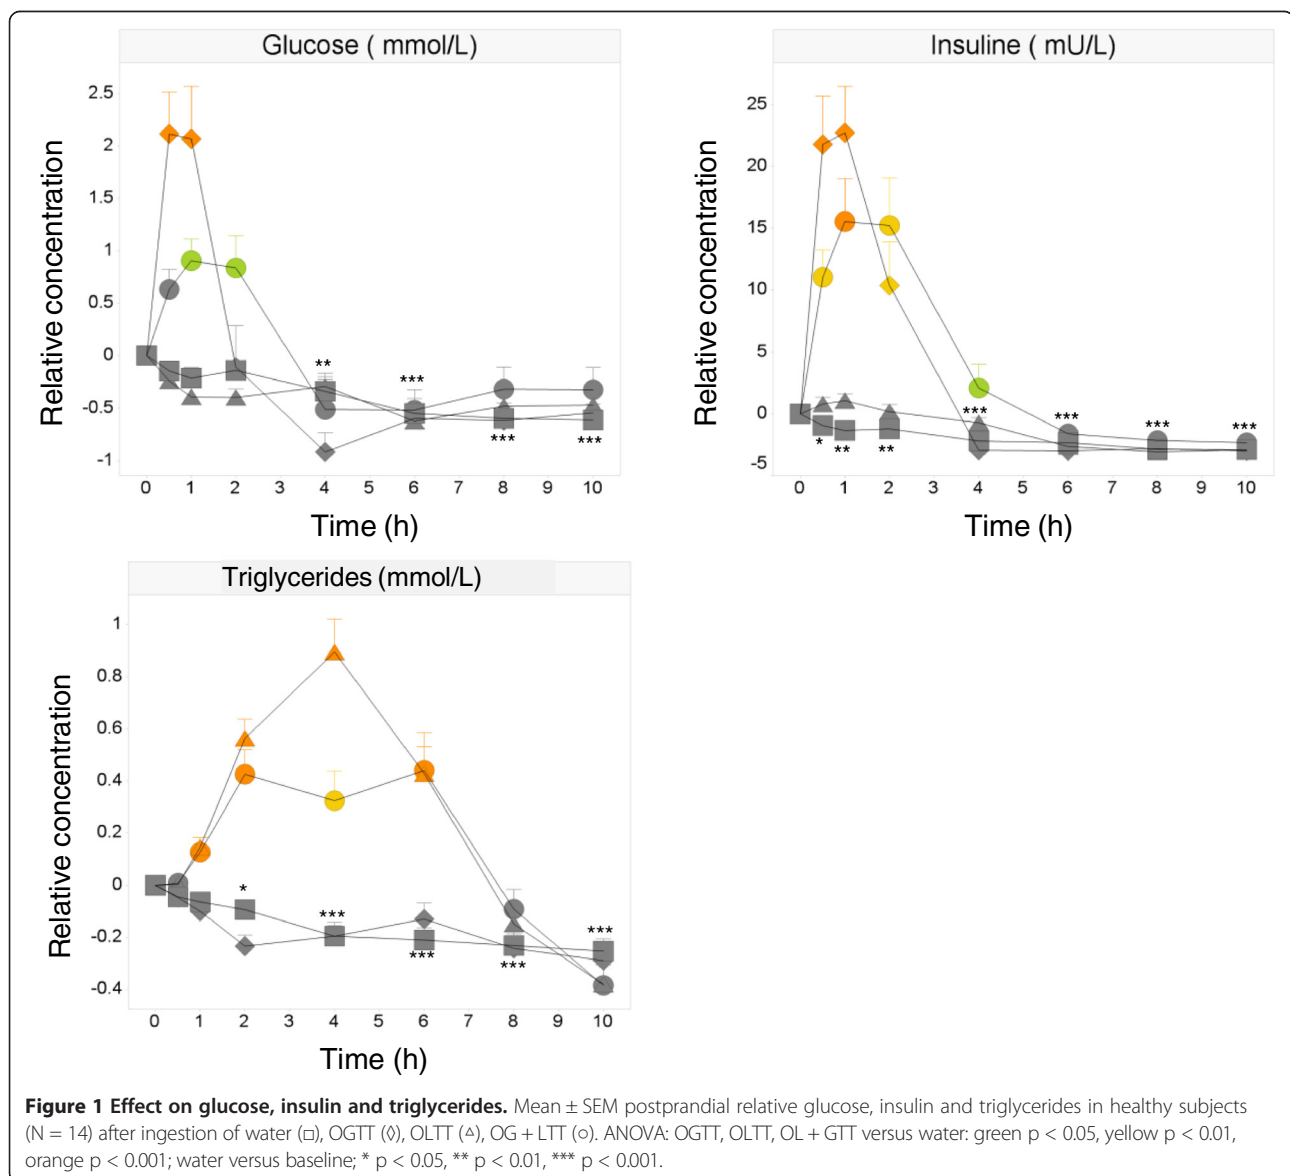 Glucose ( mmol/L)
Relative concentration
2.5
2
1.5
1
0.5
0
-0.5
-1
** *** *** ***
0 1 2 3 4 5 6 7 8 9 10
Time (h)
Insuline ( mU/L)
Relative concentration
25
20
15
10
5
0
-5
* ** ** *** *** *** ***
0 1 2 3 4 5 6 7 8 9 10
Time (h)
Triglycerides (mmol/L)
Relative concentration
1
0.8
0.6
0.4
0.2
0
-0.2
-0.4
* *** *** *** ***
0 1 2 3 4 5 6 7 8 9 10
Time (h)
Figure 1 Effect on glucose, insulin and triglycerides. Mean ± SEM postprandial relative glucose, insulin and triglycerides in healthy subjects
(N = 14) after ingestion of water (□), OGTT (◊), OLTT (△), OG + LTT (○). ANOVA: OGTT, OLTT, OL + GTT versus water: green p < 0.05, yellow p < 0.01,
orange p < 0.001; water versus baseline; * p < 0.05, ** p < 0.01, *** p < 0.001.